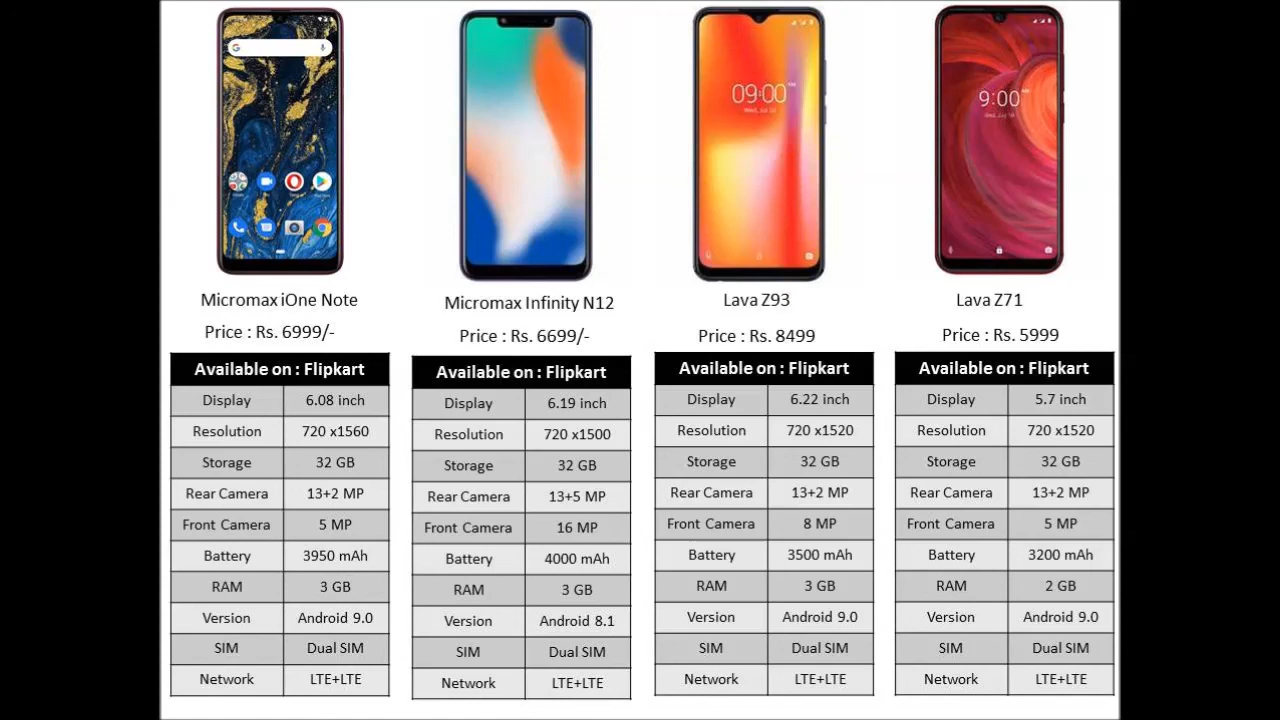 09:00
9:00
Micromax iOne Note
Price : Rs. 6999/-
Available on : Flipkart
Display 6.08 inch
Resolution 720 x1560
Storage 32 GB
Rear Camera 13+2 MP
Front Camera 5 MP
Battery 3950 mAh
RAM 3 GB
Version Android 9.0
SIM Dual SIM
Network LTE+LTE
Micromax Infinity N12
Price : Rs. 6699/-
Available on : Flipkart
Display 6.19 inch
Resolution 720 x1500
Storage 32 GB
Rear Camera 13+5 MP
Front Camera 16 MP
Battery 4000 mAh
RAM 3 GB
Version Android 8.1
SIM Dual SIM
Network LTE+LTE
Lava Z93
Price : Rs. 8499
Available on : Flipkart
Display 6.22 inch
Resolution 720 x1520
Storage 32 GB
Rear Camera 13+2 MP
Front Camera 8 MP
Battery 3500 mAh
RAM 3 GB
Version Android 9.0
SIM Dual SIM
Network LTE+LTE
Lava Z71
Price : Rs. 5999
Available on : Flipkart
Display 5.7 inch
Resolution 720 x1520
Storage 32 GB
Rear Camera 13+2 MP
Front Camera 5 MP
Battery 3200 mAh
RAM 2 GB
Version Android 9.0
SIM Dual SIM
Network LTE+LTE